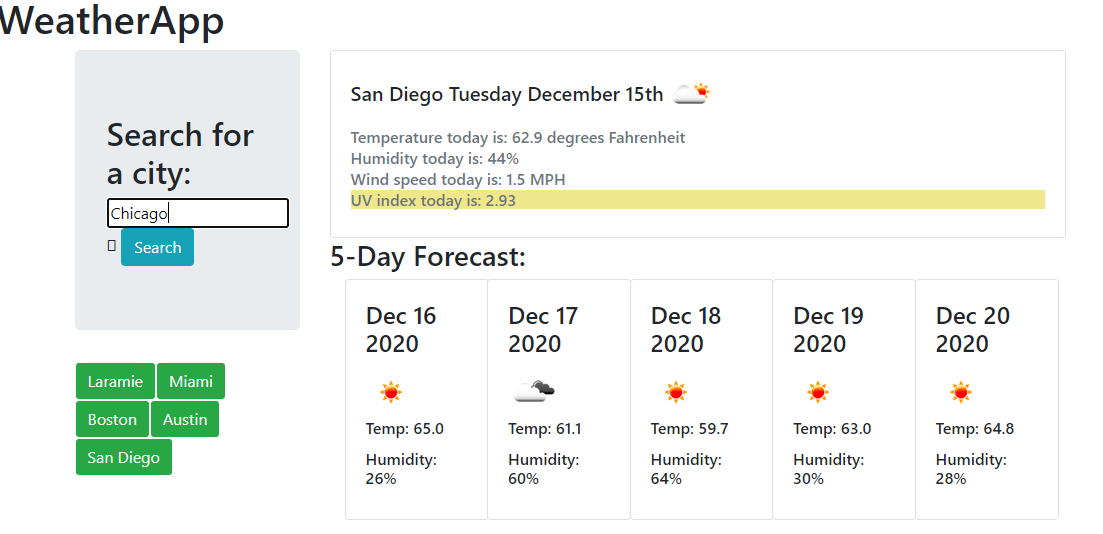 WeatherApp
Search for
a city:
Chicago
Search
Laramie
Miami
Boston
Austin
San Diego
San Diego Tuesday December 15th
Temperature today is: 62.9 degrees Fahrenheit
Humidity today is: 44%
Wind speed today is: 1.5 MPH
UV index today is: 2.93
5-Day Forecast:
Dec 16
2020
Temp: 65.0
Humidity:
26%
Dec 17
2020
Temp: 61.1
Humidity:
60%
Dec 18
2020
Temp: 59.7
Humidity:
64%
Dec 19
2020
Temp: 63.0
Humidity:
30%
Dec 20
2020
Temp: 64.8
Humidity:
28%